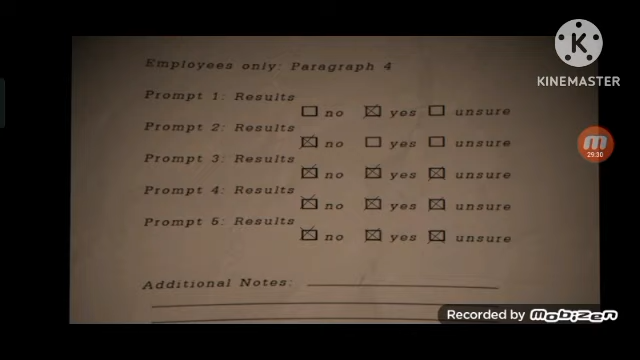 Employees only: Paragraph 4
Prompt 1: Results
no yes unsure
Prompt 2: Results
no yes unsure
Prompt 3: Results
no yes unsure
Prompt 4: Results
no yes unsure
Prompt 5: Results
no yes unsure
Additional Notes:
K
KINEMASTER
m
29:30
Recorded by Mobizen